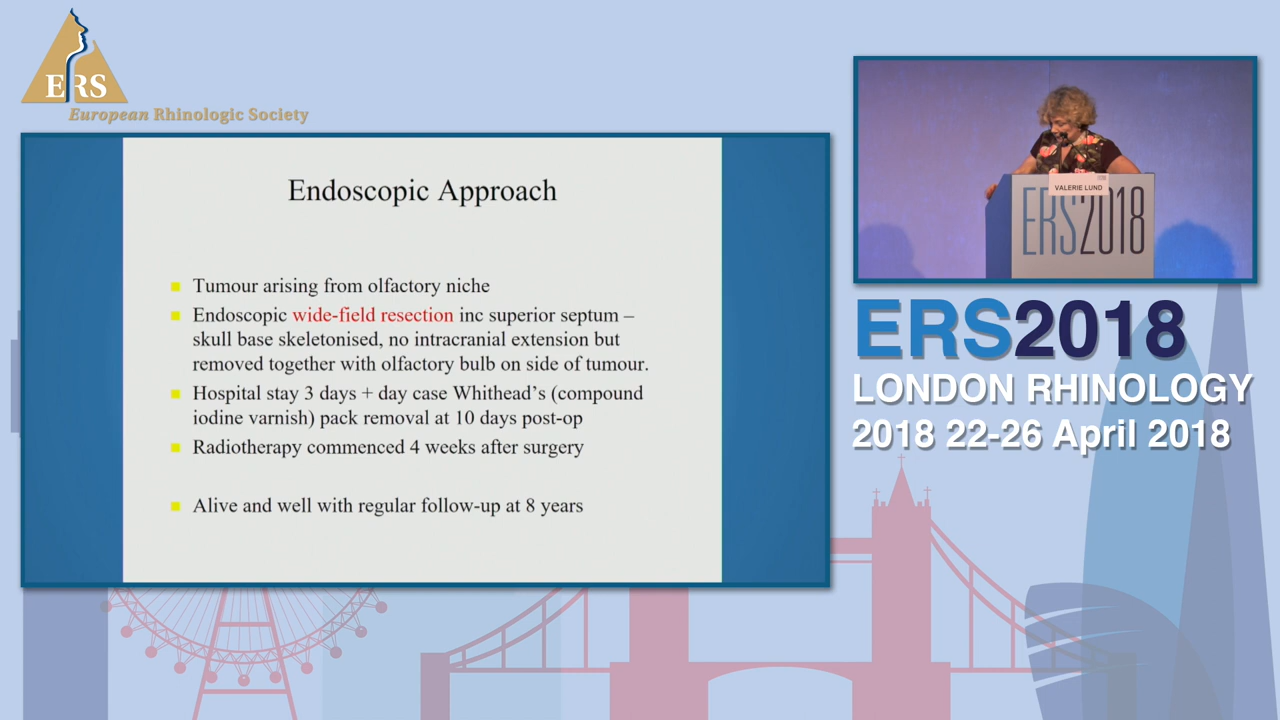 ERS
European Rhinologic Society
Endoscopic Approach
Tumour arising from olfactory niche
Endoscopic wide-field resection inc superior septum –
skull base skeletonised, no intracranial extension but
removed together with olfactory bulb on side of tumour.
Hospital stay 3 days + day case Whithead's (compound
iodine varnish) pack removal at 10 days post-op
Radiotherapy commenced 4 weeks after surgery
Alive and well with regular follow-up at 8 years
VALERIE LUND
ERS2018
ERS2018
LONDON RHINOLOGY
2018 22-26 April 2018